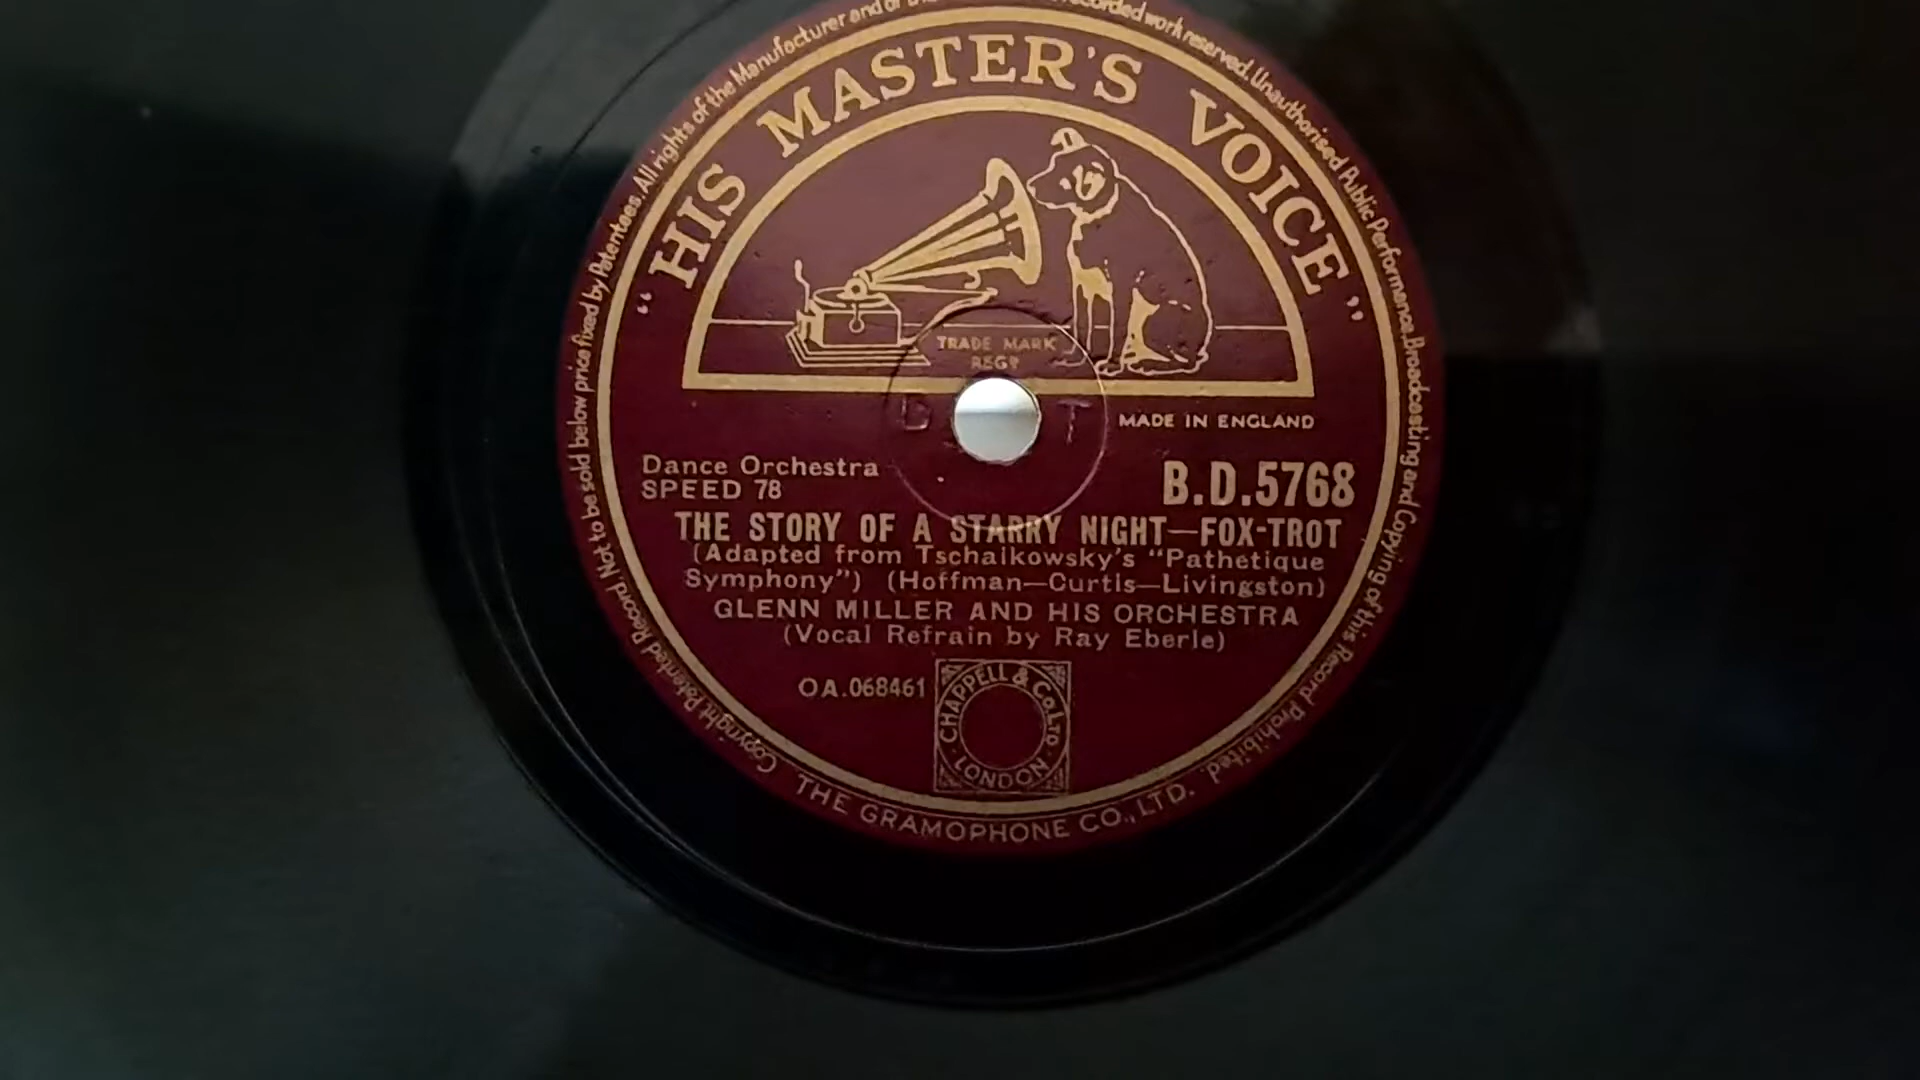 Copyright. Patented Record. Not to be sold below price fixed by Patentees. All rights of the Manufacturer and of the
recorded work reserved. Unauthorised Public Performance, Broadcasting and Copying of this Record Prohibited.
"HIS MASTER'S VOICE"
TRADE MARK
REGD
D T
MADE IN ENGLAND
Dance Orchestra
SPEED 78
B.D.5768
THE STORY OF A STARRY NIGHT—FOX-TROT
(Adapted from Tschaikowsky's "Pathetique
Symphony") (Hoffman—Curtis—Livingston)
GLENN MILLER AND HIS ORCHESTRA
(Vocal Refrain by Ray Eberle)
OA.068461
CHAPPELL & Co. LTD
LONDON
THE GRAMOPHONE CO., LTD.